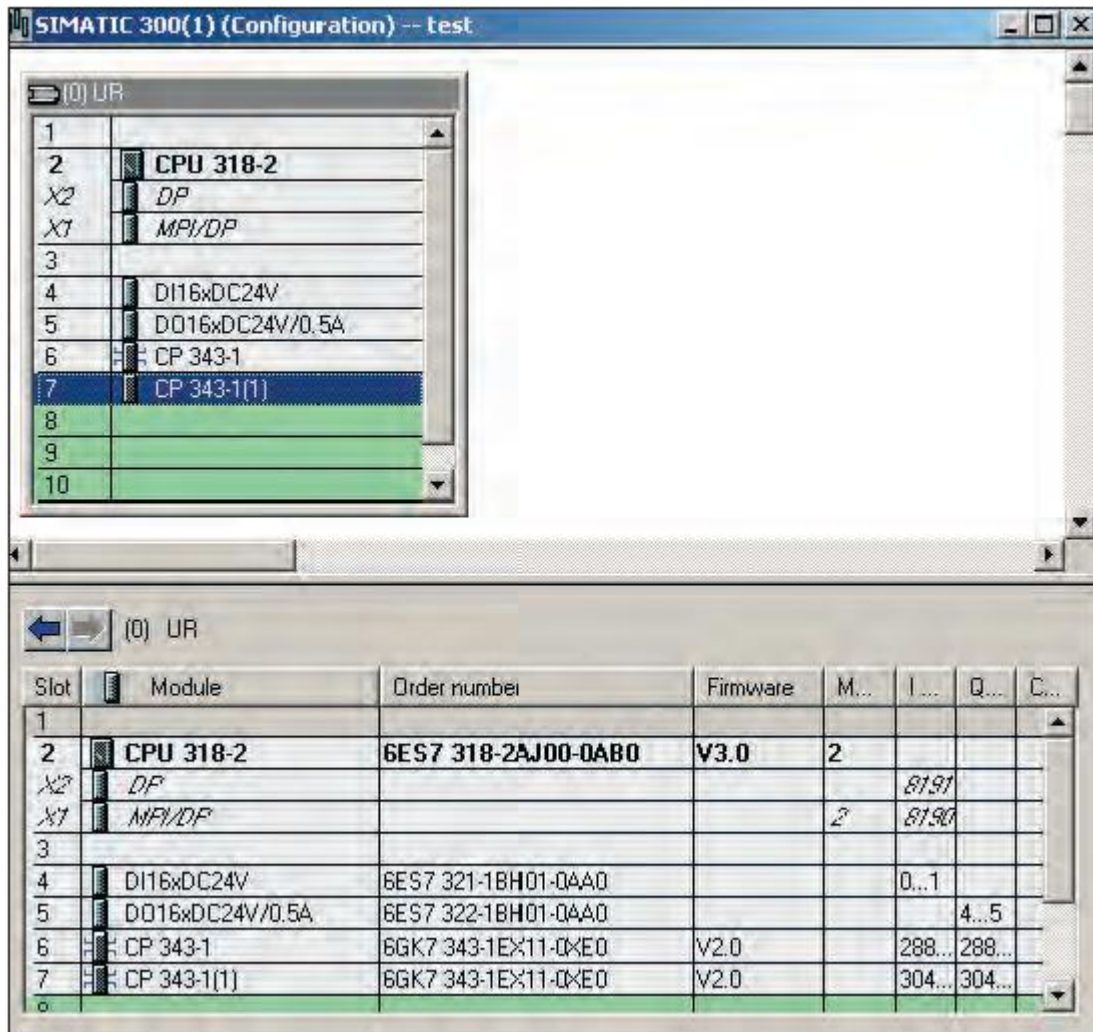 SIMATIC 300(1) (Configuration) -- test
(0) UR
1
2 CPU 318-2
X2 DP
X1 MPI/DP
3
4 DI16xDC24V
5 DO16xDC24V/0.5A
6 CP 343-1
7 CP 343-1(1)
8
9
10
(0) UR
Slot Module Order number Firmware M... I ... Q... C...
1
2 CPU 318-2 6ES7 318-2AJ00-0AB0 V3.0 2
X2 DP 8191
X1 MPI/DP 2 8190
3
4 DI16xDC24V 6ES7 321-1BH01-0AA0 0...1
5 DO16xDC24V/0.5A 6ES7 322-1BH01-0AA0 4...5
6 CP 343-1 6GK7 343-1EX11-0XE0 V2.0 288... 288...
7 CP 343-1(1) 6GK7 343-1EX11-0XE0 V2.0 304... 304...